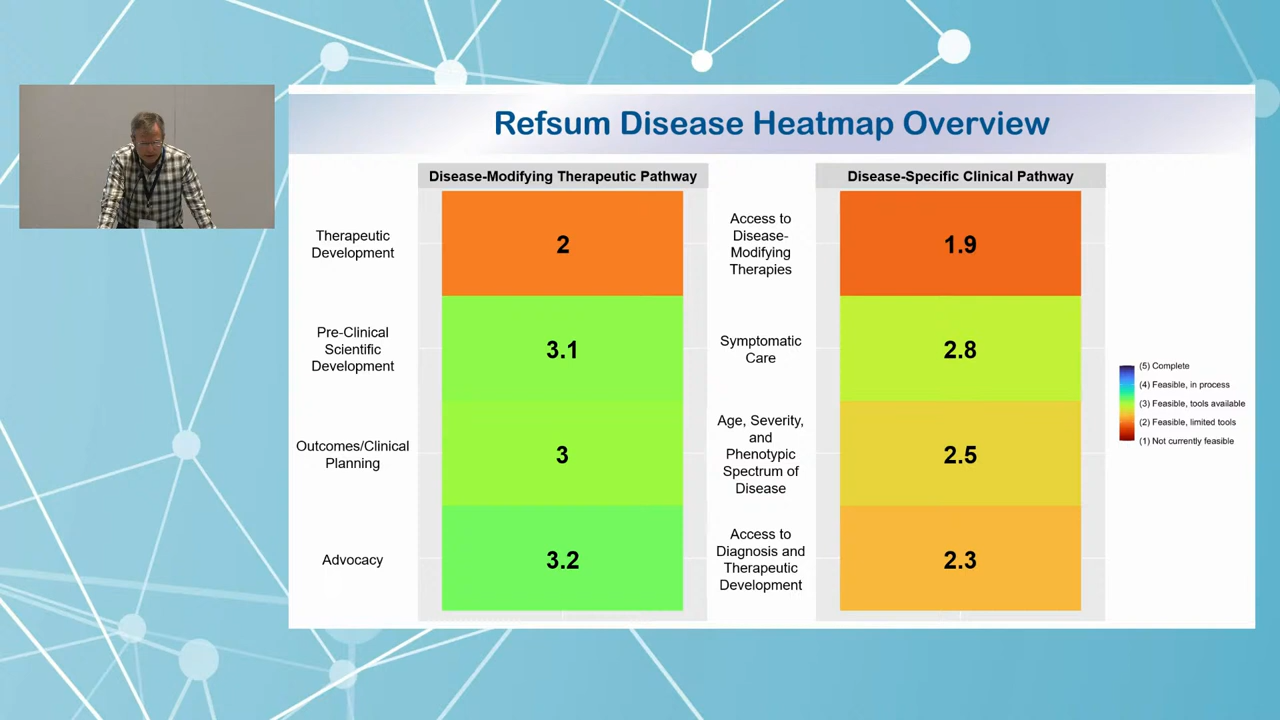 Refsum Disease Heatmap Overview
Disease-Modifying Therapeutic Pathway
Therapeutic
Development
2
Pre-Clinical
Scientific
Development
3.1
Outcomes/Clinical
Planning
3
Advocacy
3.2
Disease-Specific Clinical Pathway
Access to
Disease-
Modifying
Therapies
1.9
Symptomatic
Care
2.8
Age, Severity,
and
Phenotypic
Spectrum of
Disease
2.5
Access to
Diagnosis and
Therapeutic
Development
2.3
(5) Complete
(4) Feasible, in process
(3) Feasible, tools available
(2) Feasible, limited tools
(1) Not currently feasible